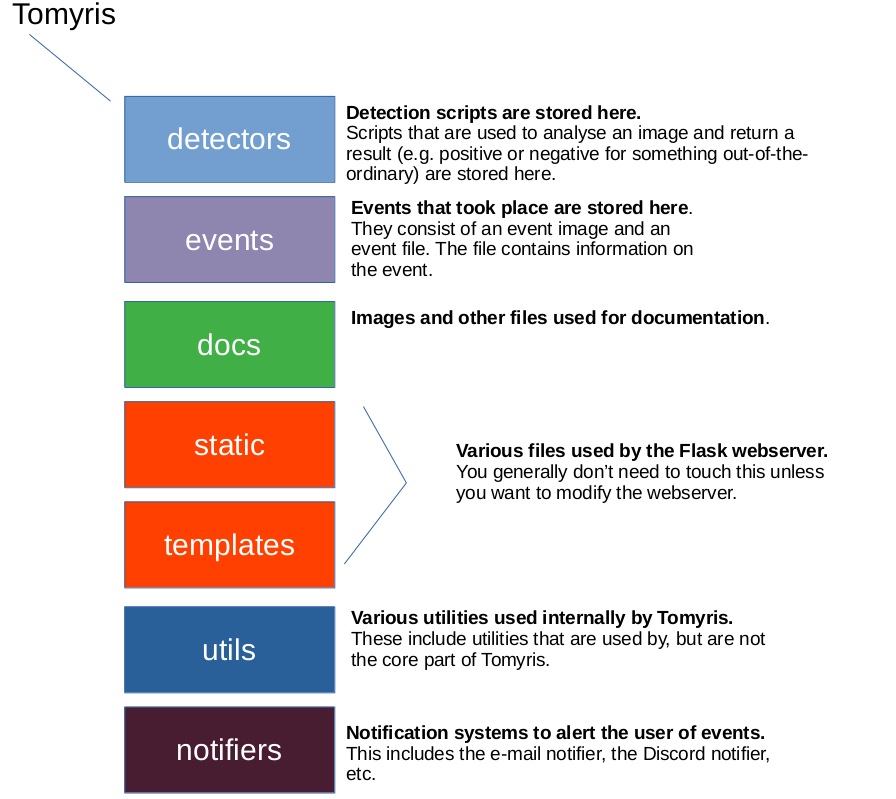 Tomyris
detectors
Detection scripts are stored here.
Scripts that are used to analyse an image and return a
result (e.g. positive or negative for something out-of-the-
ordinary) are stored here.
events
Events that took place are stored here.
They consist of an event image and an
event file. The file contains information on
the event.
docs
Images and other files used for documentation.
static
templates
Various files used by the Flask webserver.
You generally don’t need to touch this unless
you want to modify the webserver.
utils
Various utilities used internally by Tomyris.
These include utilities that are used by, but are not
the core part of Tomyris.
notifiers
Notification systems to alert the user of events.
This includes the e-mail notifier, the Discord notifier,
etc.